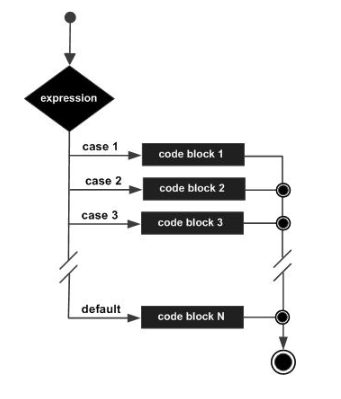 expression
case 1
code block 1
case 2
code block 2
case 3
code block 3
default
code block N